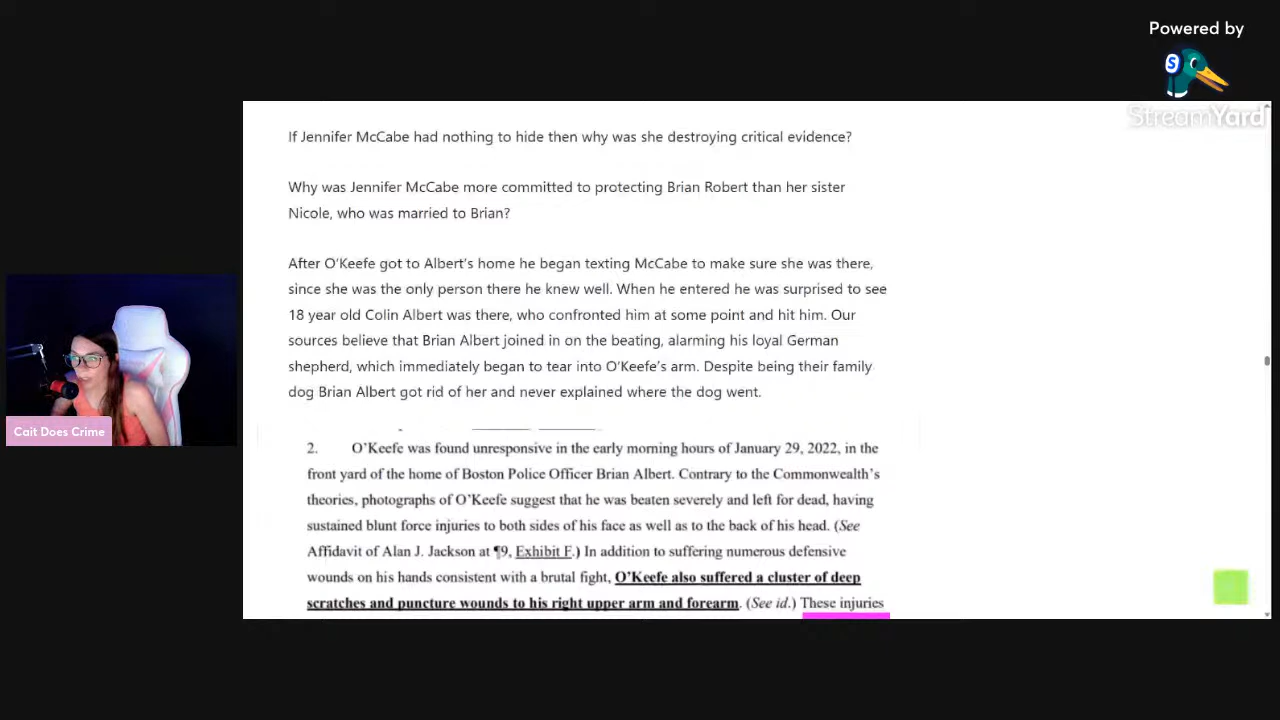 Powered by
S
StreamYard
If Jennifer McCabe had nothing to hide then why was she destroying critical evidence?
Why was Jennifer McCabe more committed to protecting Brian Robert than her sister
Nicole, who was married to Brian?
After O'Keefe got to Albert's home he began texting McCabe to make sure she was there,
since she was the only person there he knew well. When he entered he was surprised to see
18 year old Colin Albert was there, who confronted him at some point and hit him. Our
sources believe that Brian Albert joined in on the beating, alarming his loyal German
shepherd, which immediately began to tear into O'Keefe's arm. Despite being their family
dog Brian Albert got rid of her and never explained where the dog went.
2. O'Keefe was found unresponsive in the early morning hours of January 29, 2022, in the
front yard of the home of Boston Police Officer Brian Albert. Contrary to the Commonwealth's
theories, photographs of O'Keefe suggest that he was beaten severely and left for dead, having
sustained blunt force injuries to both sides of his face as well as to the back of his head. (See
Affidavit of Alan J. Jackson at ¶9, Exhibit F.) In addition to suffering numerous defensive
wounds on his hands consistent with a brutal fight, O'Keefe also suffered a cluster of deep
scratches and puncture wounds to his right upper arm and forearm. (See id.) These injuries
Cait Does Crime